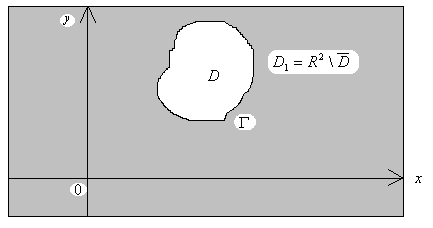 y
D
D₁ = R² \ D̅
Γ
x
0